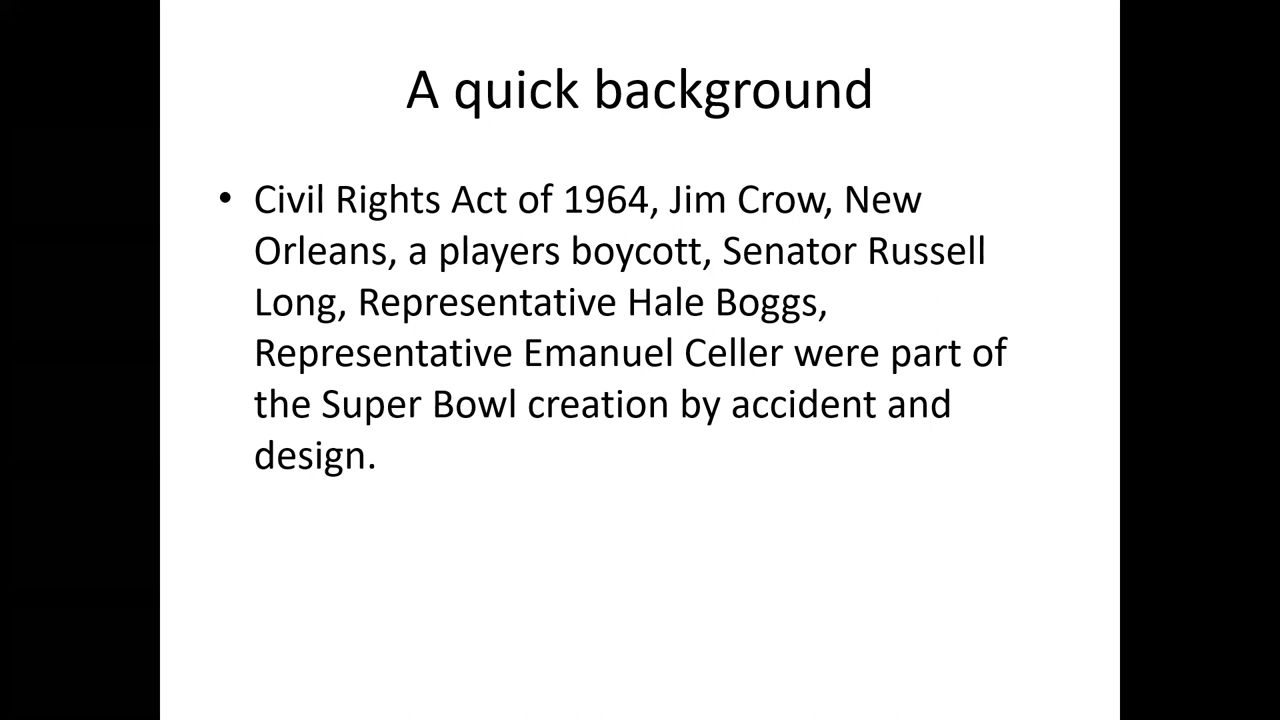 A quick background
• Civil Rights Act of 1964, Jim Crow, New
Orleans, a players boycott, Senator Russell
Long, Representative Hale Boggs,
Representative Emanuel Celler were part of
the Super Bowl creation by accident and
design.